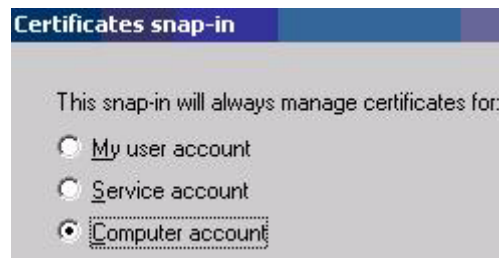 Certificates snap-in
This snap-in will always manage certificates for:
My user account
Service account
Computer account